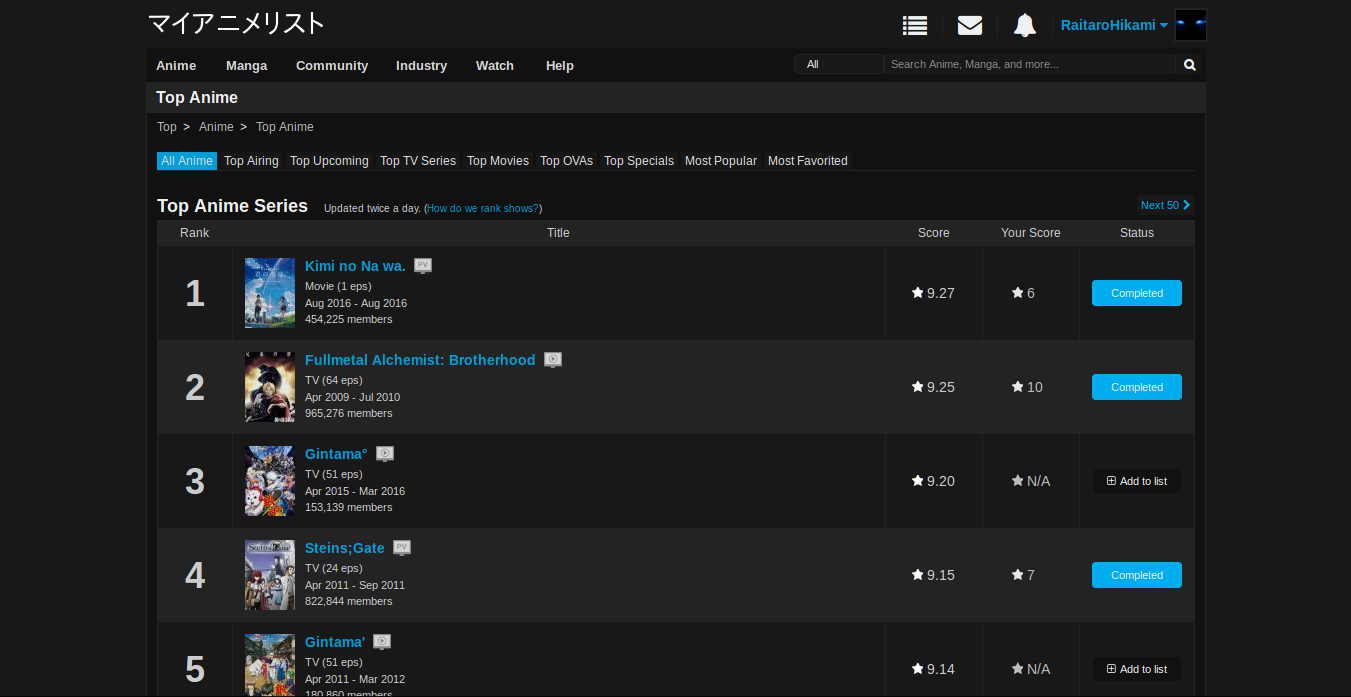 マイアニメリスト
RaitaroHikami
Anime Manga Community Industry Watch Help
All Search Anime, Manga, and more...
Top Anime
Top > Anime > Top Anime
All Anime Top Airing Top Upcoming Top TV Series Top Movies Top OVAs Top Specials Most Popular Most Favorited
Top Anime Series Updated twice a day. (How do we rank shows?) Next 50
Rank Title Score Your Score Status
1
Kimi no Na wa. PV
Movie (1 eps)
Aug 2016 - Aug 2016
454,225 members
9.27 6 Completed
2
Fullmetal Alchemist: Brotherhood
TV (64 eps)
Apr 2009 - Jul 2010
965,276 members
9.25 10 Completed
3
Gintama°
TV (51 eps)
Apr 2015 - Mar 2016
153,139 members
9.20 N/A Add to list
4
Steins;Gate
Steins;Gate PV
TV (24 eps)
Apr 2011 - Sep 2011
822,844 members
9.15 7 Completed
5
Gintama'
TV (51 eps)
Apr 2011 - Mar 2012
180,860 members
9.14 N/A Add to list